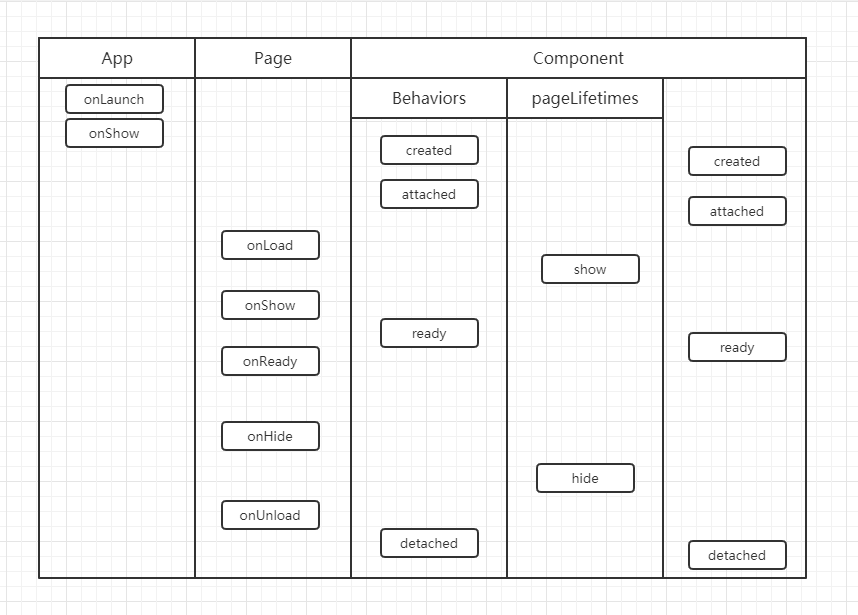 App
Page
Component
Behaviors
pageLifetimes
onLaunch
onShow
created
created
attached
attached
onLoad
show
onShow
ready
ready
onReady
onHide
hide
onUnload
detached
detached